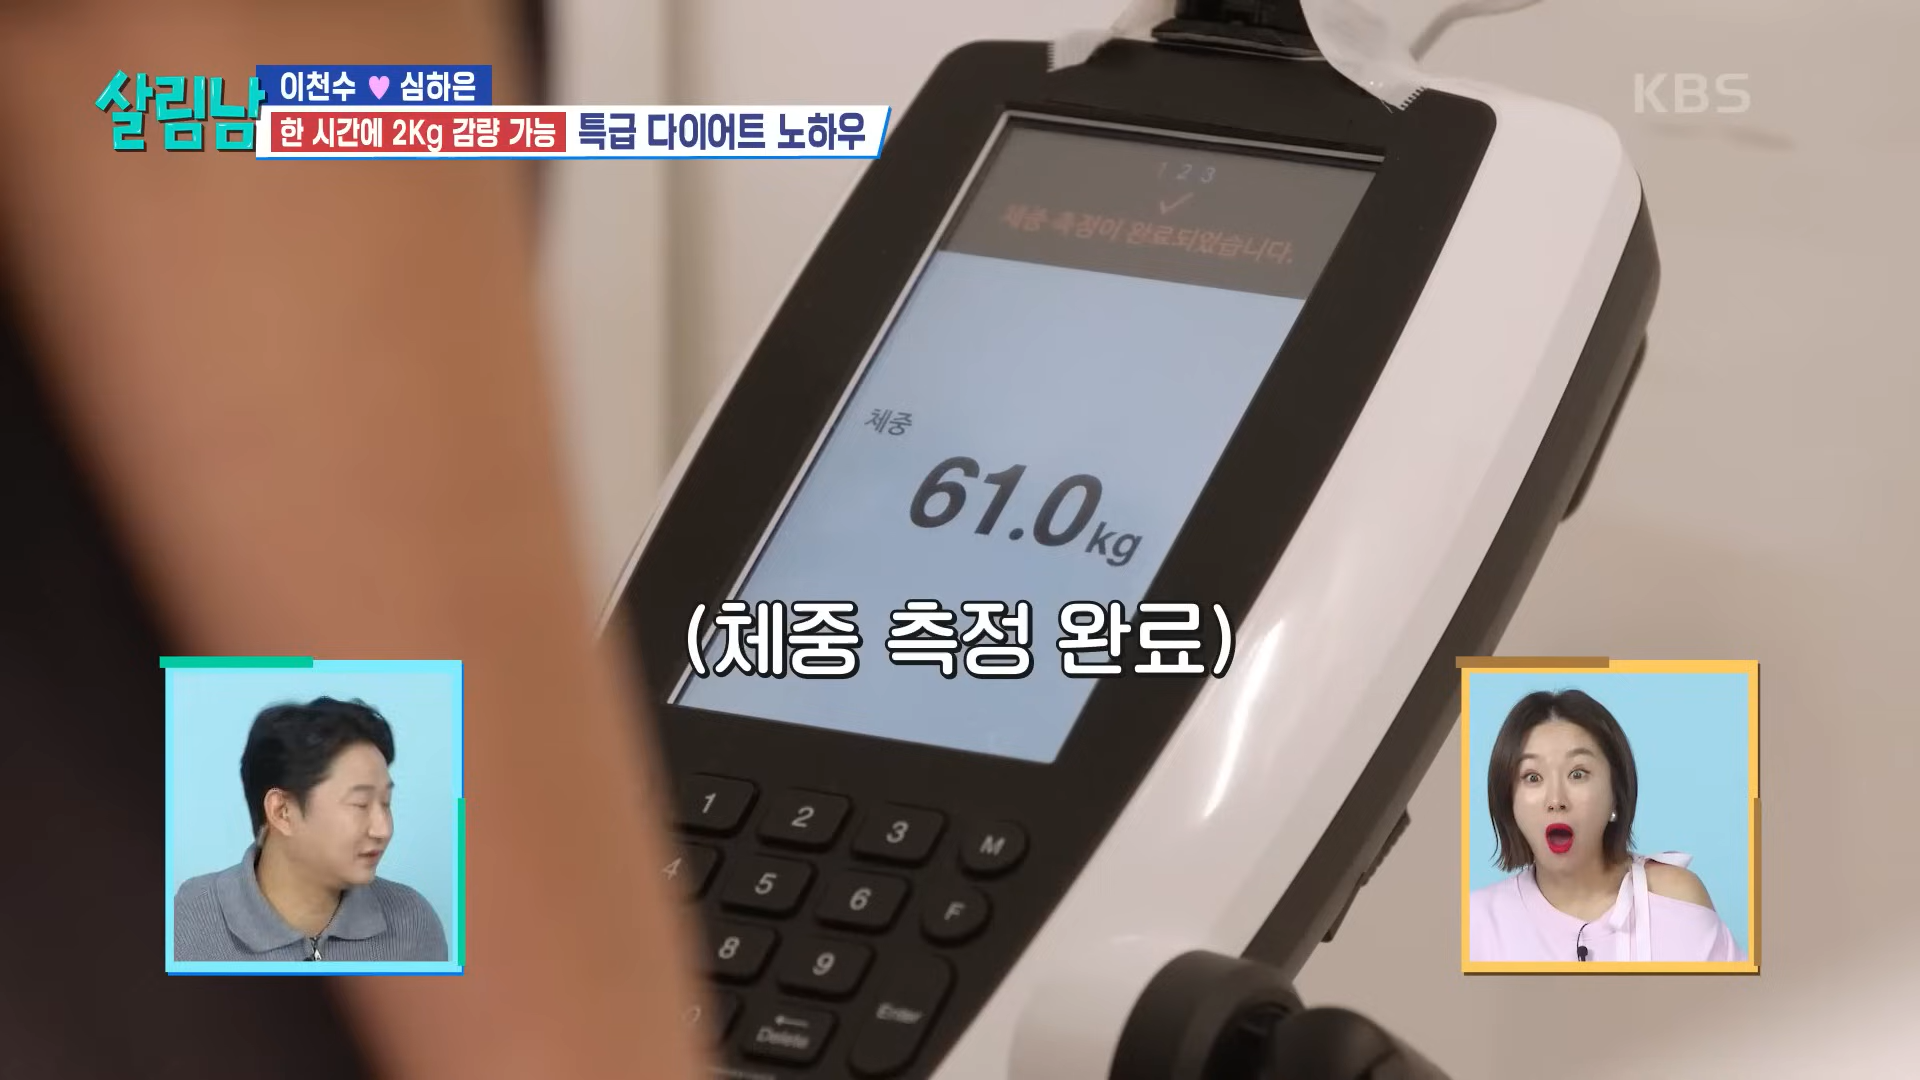 살림남
이천수 ♥ 심하은
한 시간에 2Kg 감량 가능 특급 다이어트 노하우
KBS
1 2 3
체중 측정이 완료되었습니다.
체중
61.0kg
(체중 측정 완료)
1 2 3 M
4 5 6 F
8 9
0 Delete Enter